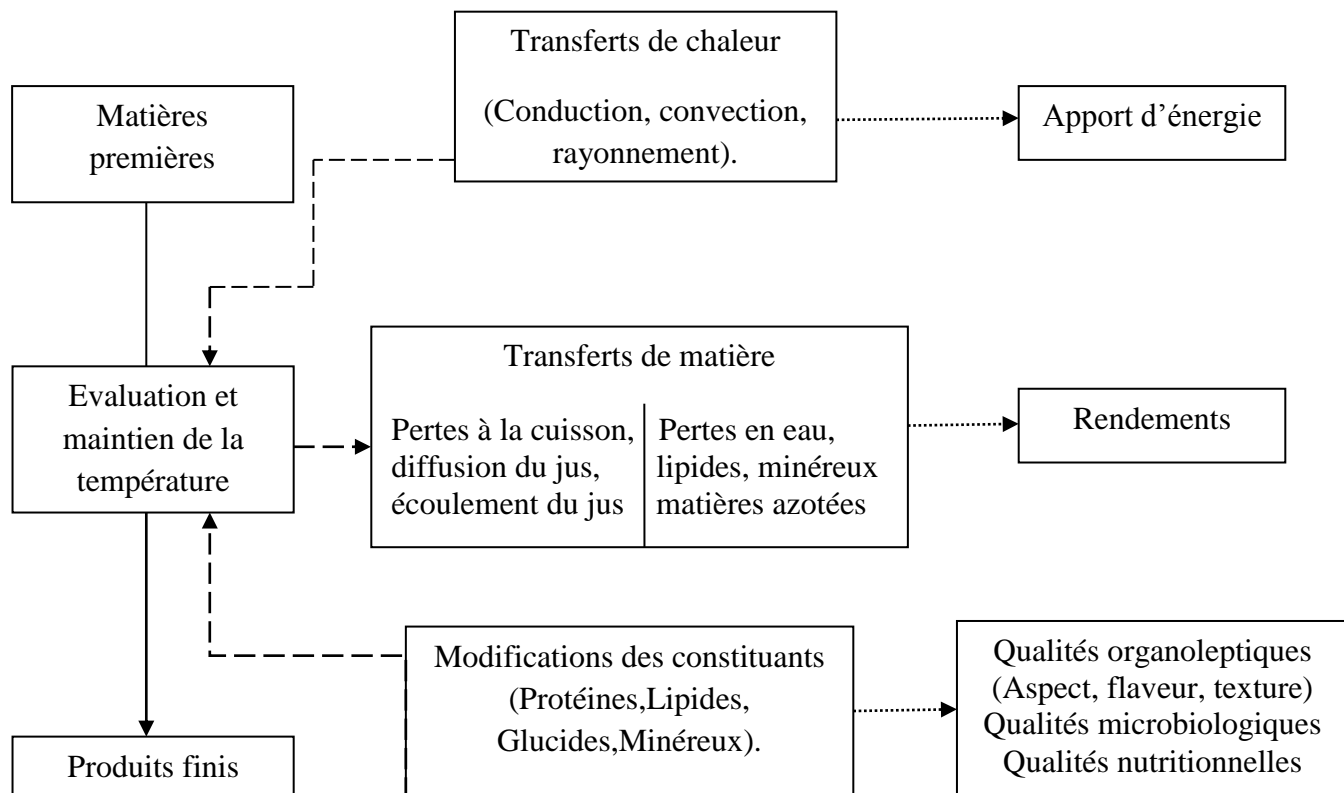 Transferts de chaleur
(Conduction, convection,
rayonnement).
Matières
premières
Apport d’énergie
Evaluation et
maintien de la
température
Transferts de matière
Pertes à la cuisson,
diffusion du jus,
écoulement du jus
Pertes en eau,
lipides, minéreux
matières azotées
Rendements
Modifications des constituants
(Protéines,Lipides,
Glucides,Minéreux).
Qualités organoleptiques
(Aspect, flaveur, texture)
Qualités microbiologiques
Qualités nutritionnelles
Produits finis